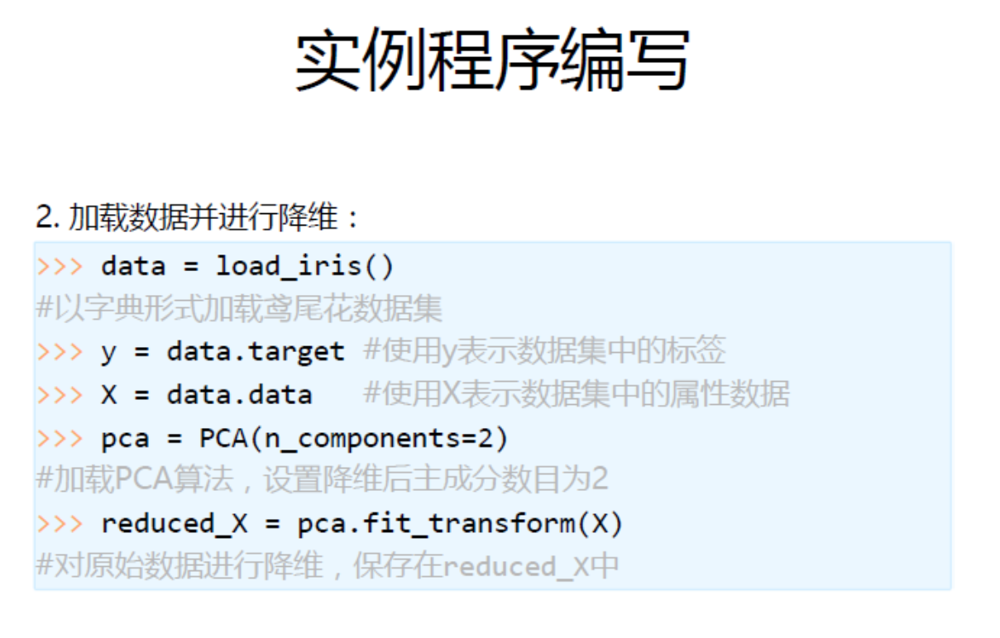 实例程序编写
2. 加载数据并进行降维：
>>> data = load_iris()
#以字典形式加载鸢尾花数据集
>>> y = data.target #使用y表示数据集中的标签
>>> X = data.data   #使用X表示数据集中的属性数据
>>> pca = PCA(n_components=2)
#加载PCA算法，设置降维后主成分数目为2
>>> reduced_X = pca.fit_transform(X)
#对原始数据进行降维，保存在reduced_X中